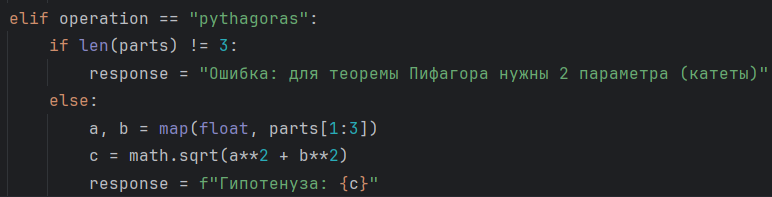 elif operation == "pythagoras":
    if len(parts) != 3:
        response = "Ошибка: для теоремы Пифагора нужны 2 параметра (катеты)"
    else:
        a, b = map(float, parts[1:3])
        c = math.sqrt(a**2 + b**2)
        response = f"Гипотенуза: {c}"